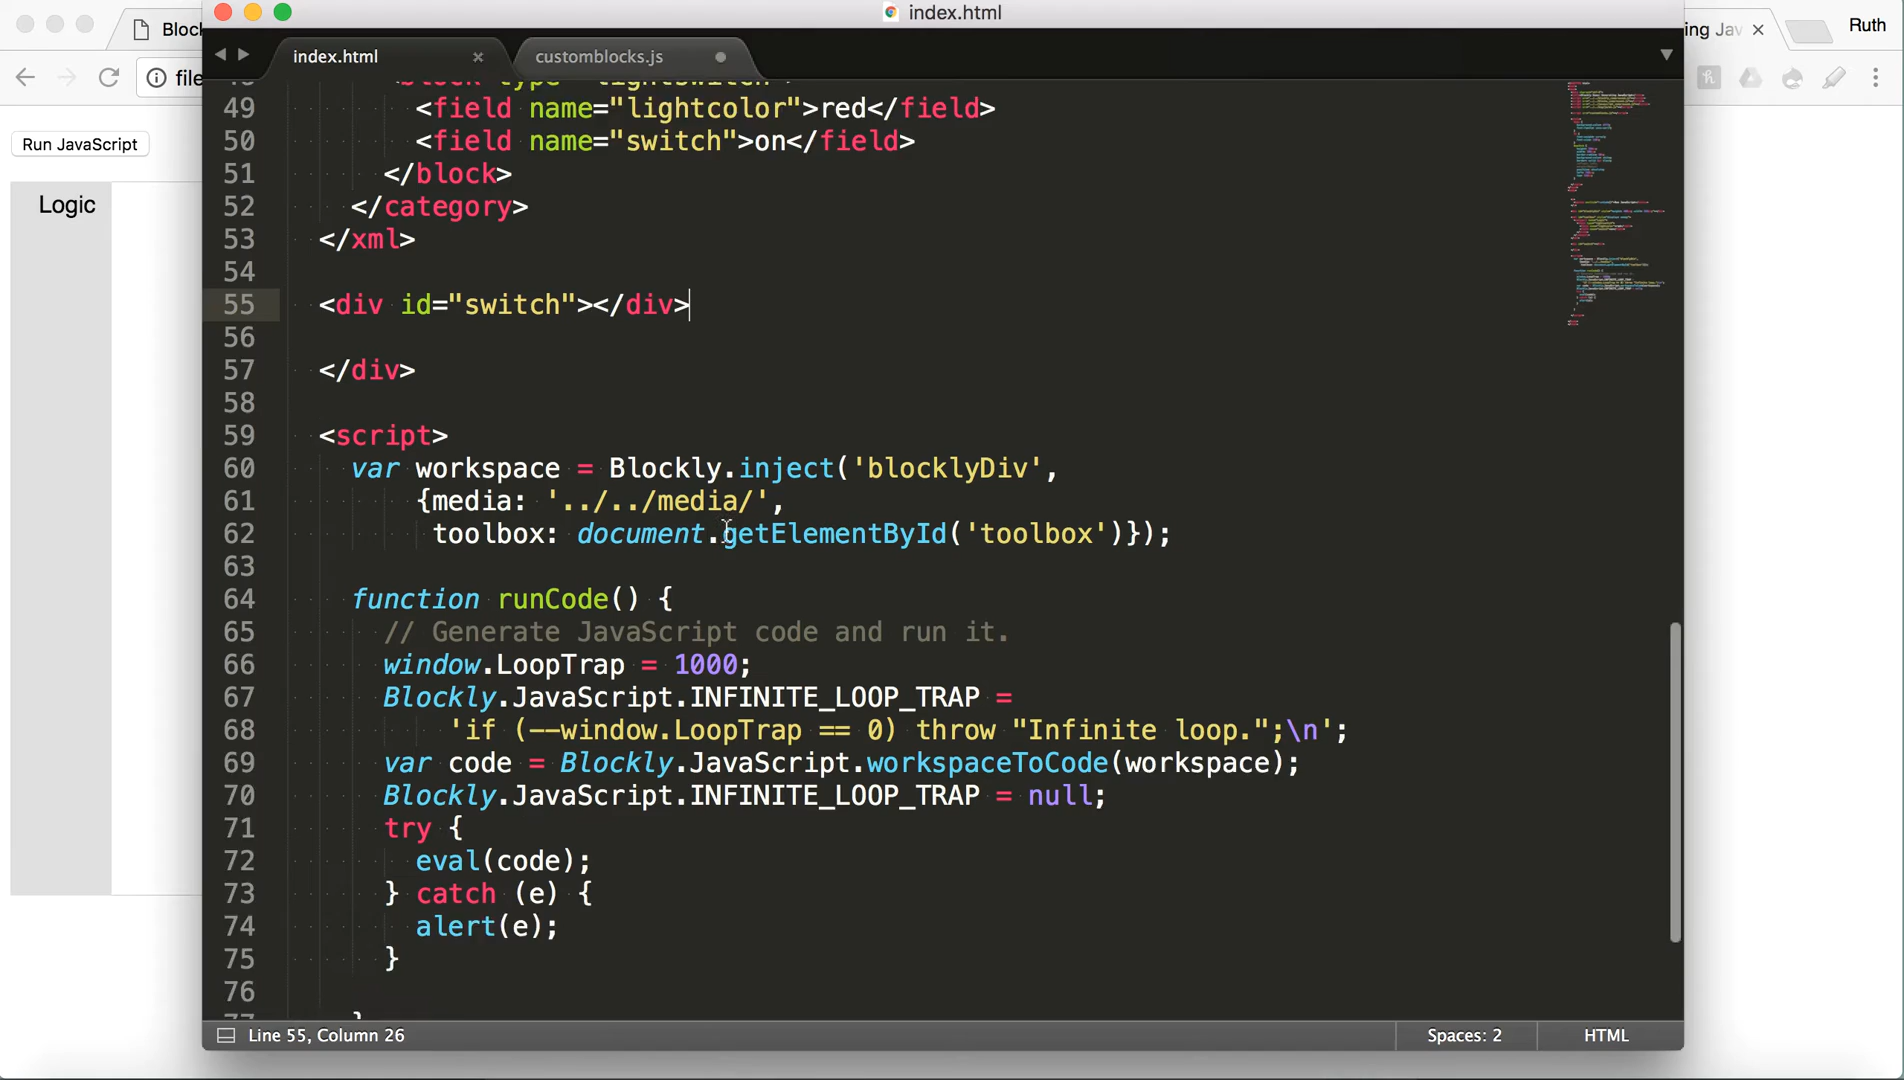 index.html
Block
ing Jav
Ruth
index.html
customblocks.js
file
Run JavaScript
Logic
49 <field name="lightcolor">red</field>
50 <field name="switch">on</field>
51 </block>
52 </category>
53 </xml>
54
55 <div id="switch"></div>
56
57 </div>
58
59 <script>
60 var workspace = Blockly.inject('blocklyDiv',
61 {media: '../../media/',
62 toolbox: document.getElementById('toolbox')});
63
64 function runCode() {
65 // Generate JavaScript code and run it.
66 window.LoopTrap = 1000;
67 Blockly.JavaScript.INFINITE_LOOP_TRAP =
68 'if (--window.LoopTrap == 0) throw "Infinite loop.";\n';
69 var code = Blockly.JavaScript.workspaceToCode(workspace);
70 Blockly.JavaScript.INFINITE_LOOP_TRAP = null;
71 try {
72 eval(code);
73 } catch (e) {
74 alert(e);
75 }
76
Line 55, Column 26
Spaces: 2
HTML